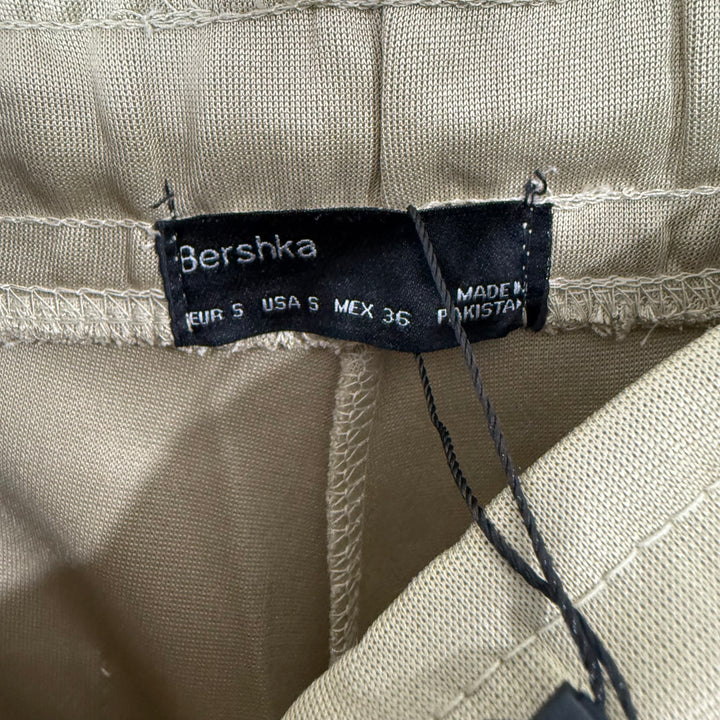 Bershka
EUR S USA S MEX 36
MADE IN
PAKISTAN